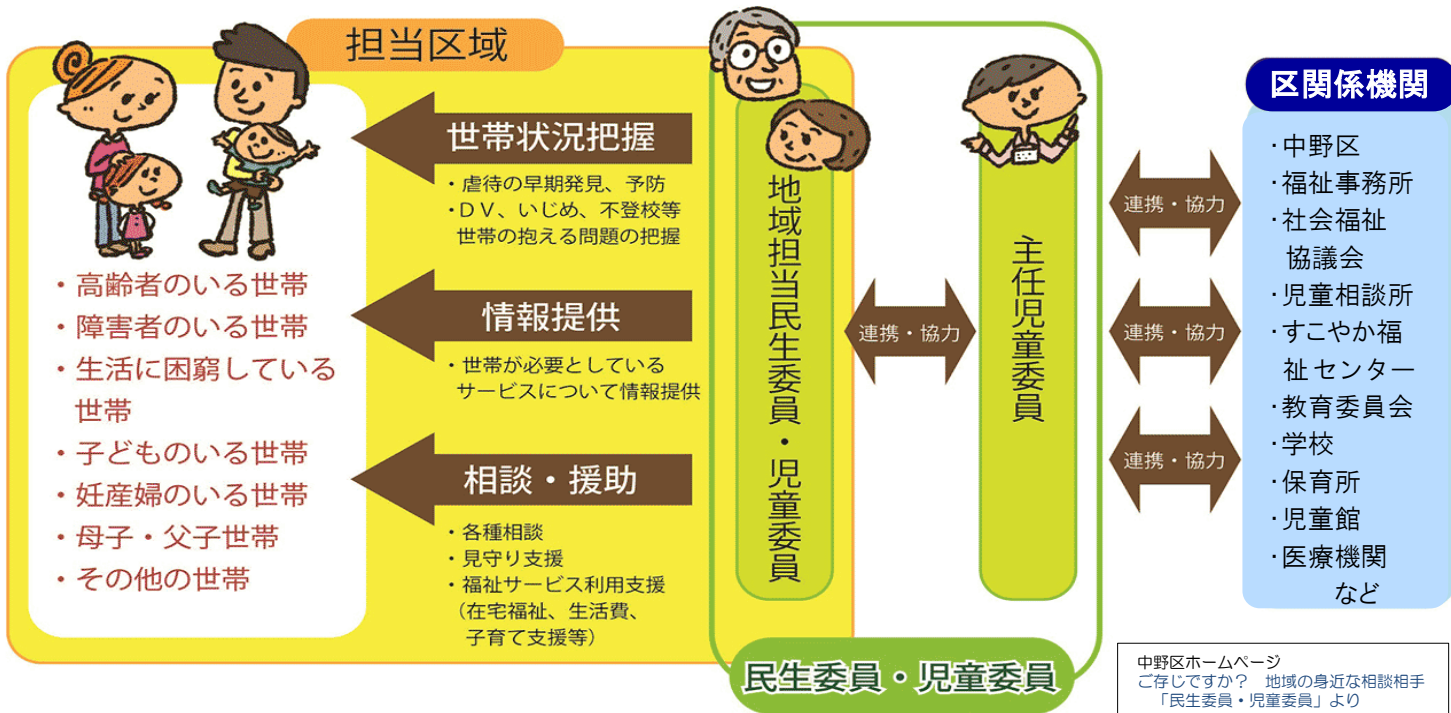 担当区域
・高齢者のいる世帯
・障害者のいる世帯
・生活に困窮している
世帯
・子どものいる世帯
・妊産婦のいる世帯
・母子・父子世帯
・その他の世帯
世帯状況把握
・虐待の早期発見、予防
・ＤＶ、いじめ、不登校等
世帯の抱える問題の把握
情報提供
・世帯が必要としている
サービスについて情報提供
相談・援助
・各種相談
・見守り支援
・福祉サービス利用支援
（在宅福祉、生活費、
子育て支援等）
地域担当民生委員・児童委員
連携・協力
主任児童委員
民生委員・児童委員
連携・協力
連携・協力
連携・協力
区関係機関
・中野区
・福祉事務所
・社会福祉
協議会
・児童相談所
・すこやか福
祉センター
・教育委員会
・学校
・保育所
・児童館
・医療機関
など
中野区ホームページ
ご存じですか？　地域の身近な相談相手
「民生委員・児童委員」より